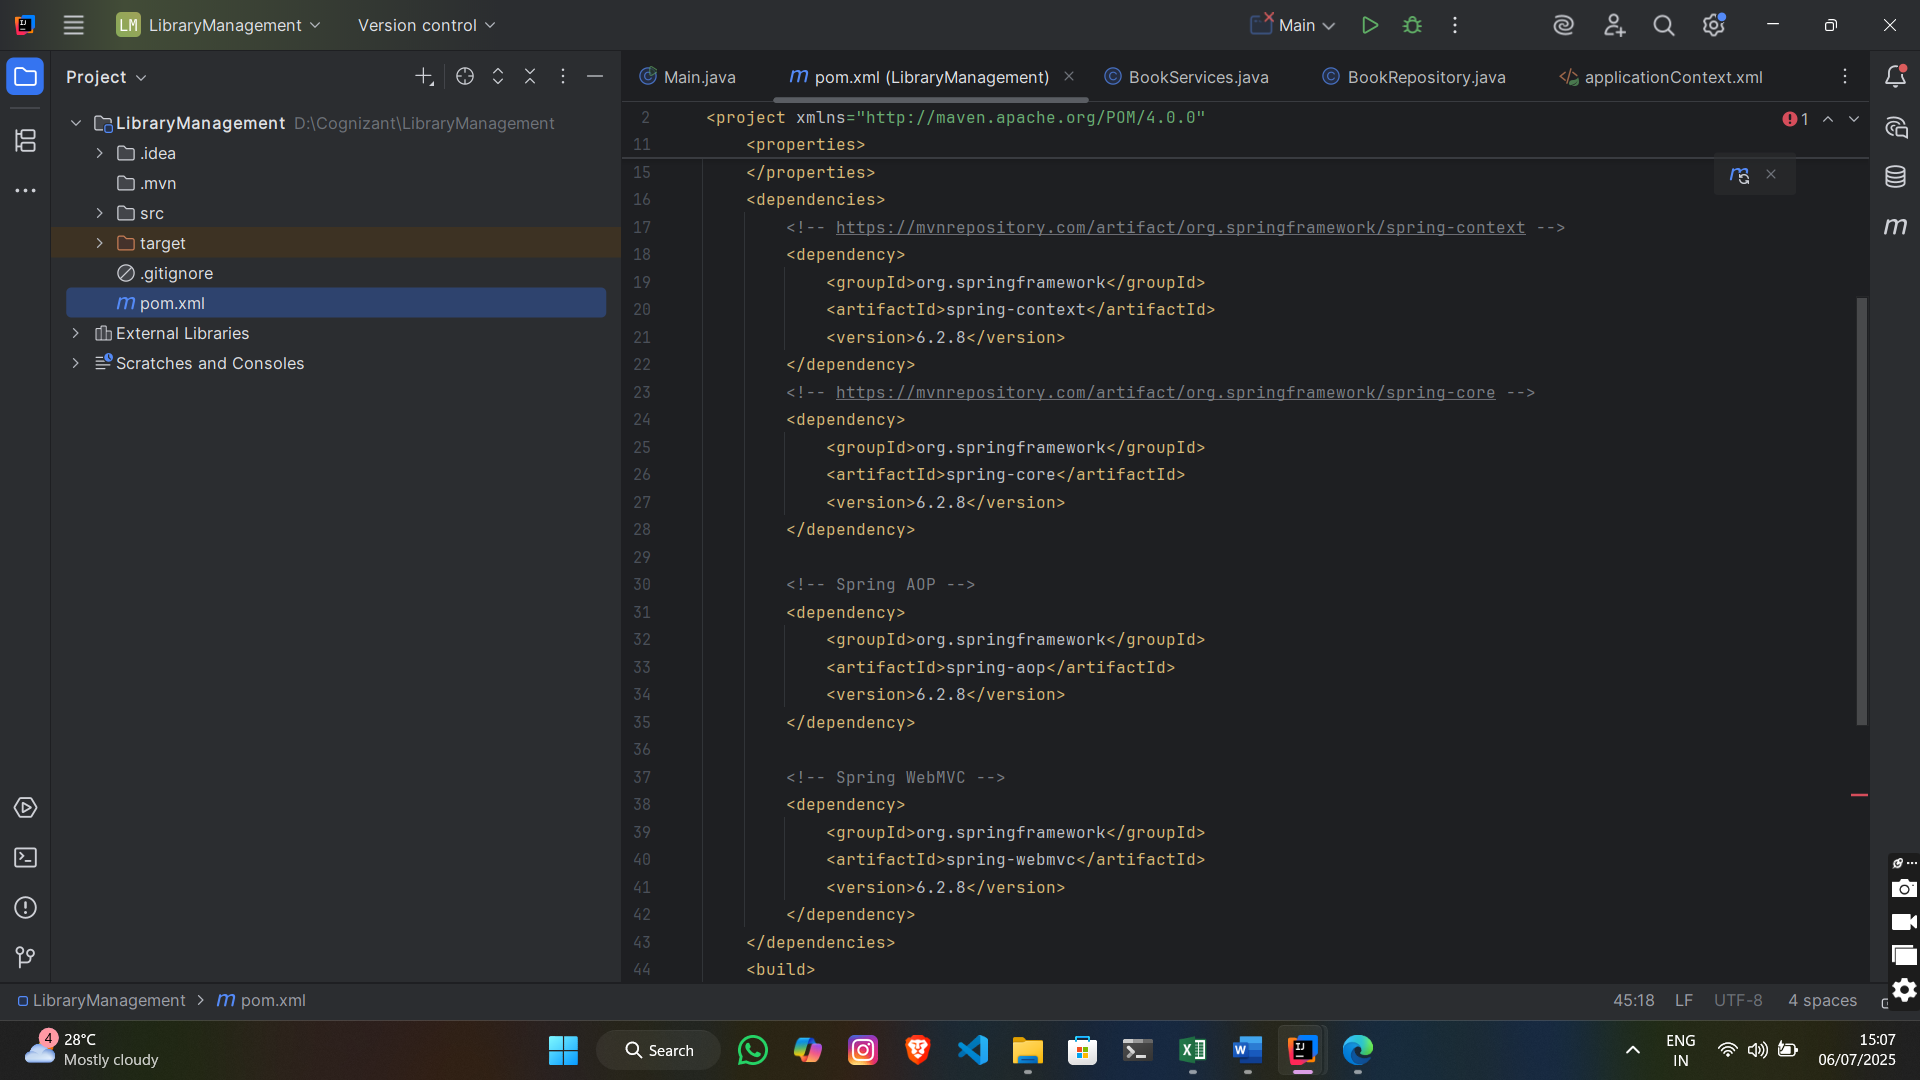 LM LibraryManagement Version control Main
Project
Main.java pom.xml (LibraryManagement) BookServices.java BookRepository.java applicationContext.xml
LibraryManagement D:\Cognizant\LibraryManagement
.idea
.mvn
src
target
.gitignore
m pom.xml
External Libraries
Scratches and Consoles
2 <project xmlns="http://maven.apache.org/POM/4.0.0"
1
11 <properties>
15 </properties>
16 <dependencies>
17 <!-- https://mvnrepository.com/artifact/org.springframework/spring-context -->
18 <dependency>
19 <groupId>org.springframework</groupId>
20 <artifactId>spring-context</artifactId>
21 <version>6.2.8</version>
22 </dependency>
23 <!-- https://mvnrepository.com/artifact/org.springframework/spring-core -->
24 <dependency>
25 <groupId>org.springframework</groupId>
26 <artifactId>spring-core</artifactId>
27 <version>6.2.8</version>
28 </dependency>
29
30 <!-- Spring AOP -->
31 <dependency>
32 <groupId>org.springframework</groupId>
33 <artifactId>spring-aop</artifactId>
34 <version>6.2.8</version>
35 </dependency>
36
37 <!-- Spring WebMVC -->
38 <dependency>
39 <groupId>org.springframework</groupId>
40 <artifactId>spring-webmvc</artifactId>
41 <version>6.2.8</version>
42 </dependency>
43 </dependencies>
44 <build>
LibraryManagement > m pom.xml 45:18 LF UTF-8 4 spaces
4 28°C
Mostly cloudy
Search
ENG
IN
15:07
06/07/2025